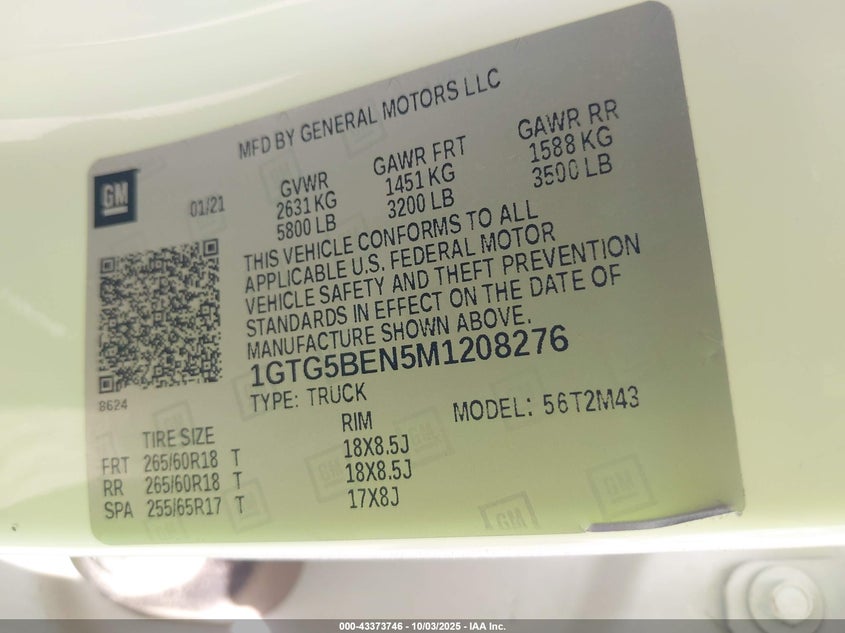 MFD BY GENERAL MOTORS LLC
GM
01/21
GVWR
2631 KG
5800 LB
GAWR FRT
1451 KG
3200 LB
GAWR RR
1588 KG
3500 LB
THIS VEHICLE CONFORMS TO ALL
APPLICABLE U.S. FEDERAL MOTOR
VEHICLE SAFETY AND THEFT PREVENTION
STANDARDS IN EFFECT ON THE DATE OF
MANUFACTURE SHOWN ABOVE.
1GTG5BEN5M1208276
8624
TYPE: TRUCK
MODEL: 56T2M43
TIRE SIZE RIM
FRT 265/60R18 T 18X8.5J
RR 265/60R18 T 18X8.5J
SPA 255/65R17 T 17X8J
GM
GM
GM
000-43373746 - 10/03/2025 - IAA Inc.